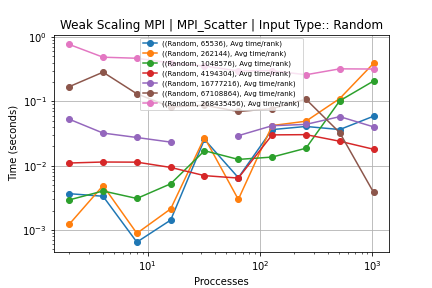 Weak Scaling MPI | MPI_Scatter | Input Type:: Random
((Random, 65536), Avg time/rank)
((Random, 262144), Avg time/rank)
((Random, 1048576), Avg time/rank)
((Random, 4194304), Avg time/rank)
((Random, 16777216), Avg time/rank)
((Random, 67108864), Avg time/rank)
((Random, 268435456), Avg time/rank)
Time (seconds)
10⁰
10⁻¹
10⁻²
10⁻³
10¹
10²
10³
Proccesses